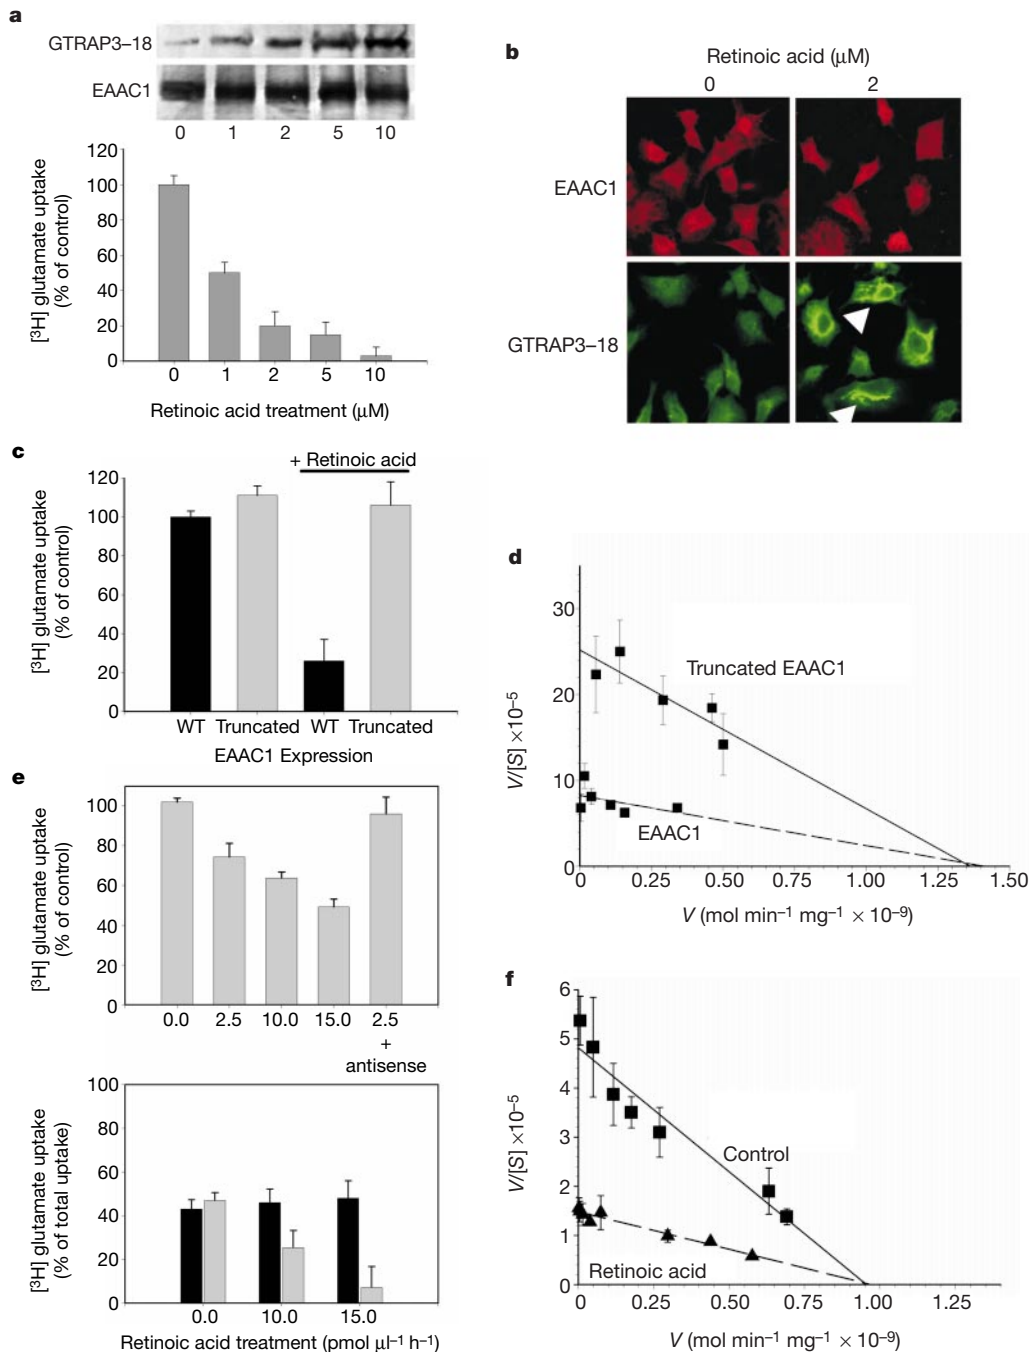 a
GTRAP3–18
EAAC1
0 1 2 5 10
120
100
80
60
40
20
0
[³H] glutamate uptake
(% of control)
0 1 2 5 10
Retinoic acid treatment (μM)
b
Retinoic acid (μM)
0 2
EAAC1
GTRAP3–18
c
+ Retinoic acid
120
100
80
60
40
20
0
[³H] glutamate uptake
(% of control)
WT Truncated WT Truncated
EAAC1 Expression
d
30
20
10
0
V/[S] ×10⁻⁵
Truncated EAAC1
EAAC1
0 0.25 0.50 0.75 1.00 1.25 1.50
V (mol min⁻¹ mg⁻¹ × 10⁻⁹)
e
100
80
60
40
20
0
[³H] glutamate uptake
(% of control)
0.0 2.5 10.0 15.0 2.5
+
antisense
100
80
60
40
20
0
[³H] glutamate uptake
(% of total uptake)
0.0 10.0 15.0
Retinoic acid treatment (pmol μl⁻¹ h⁻¹)
f
6
5
4
3
2
1
0
V/[S] ×10⁻⁵
Control
Retinoic acid
0 0.25 0.50 0.75 1.00 1.25
V (mol min⁻¹ mg⁻¹ × 10⁻⁹)